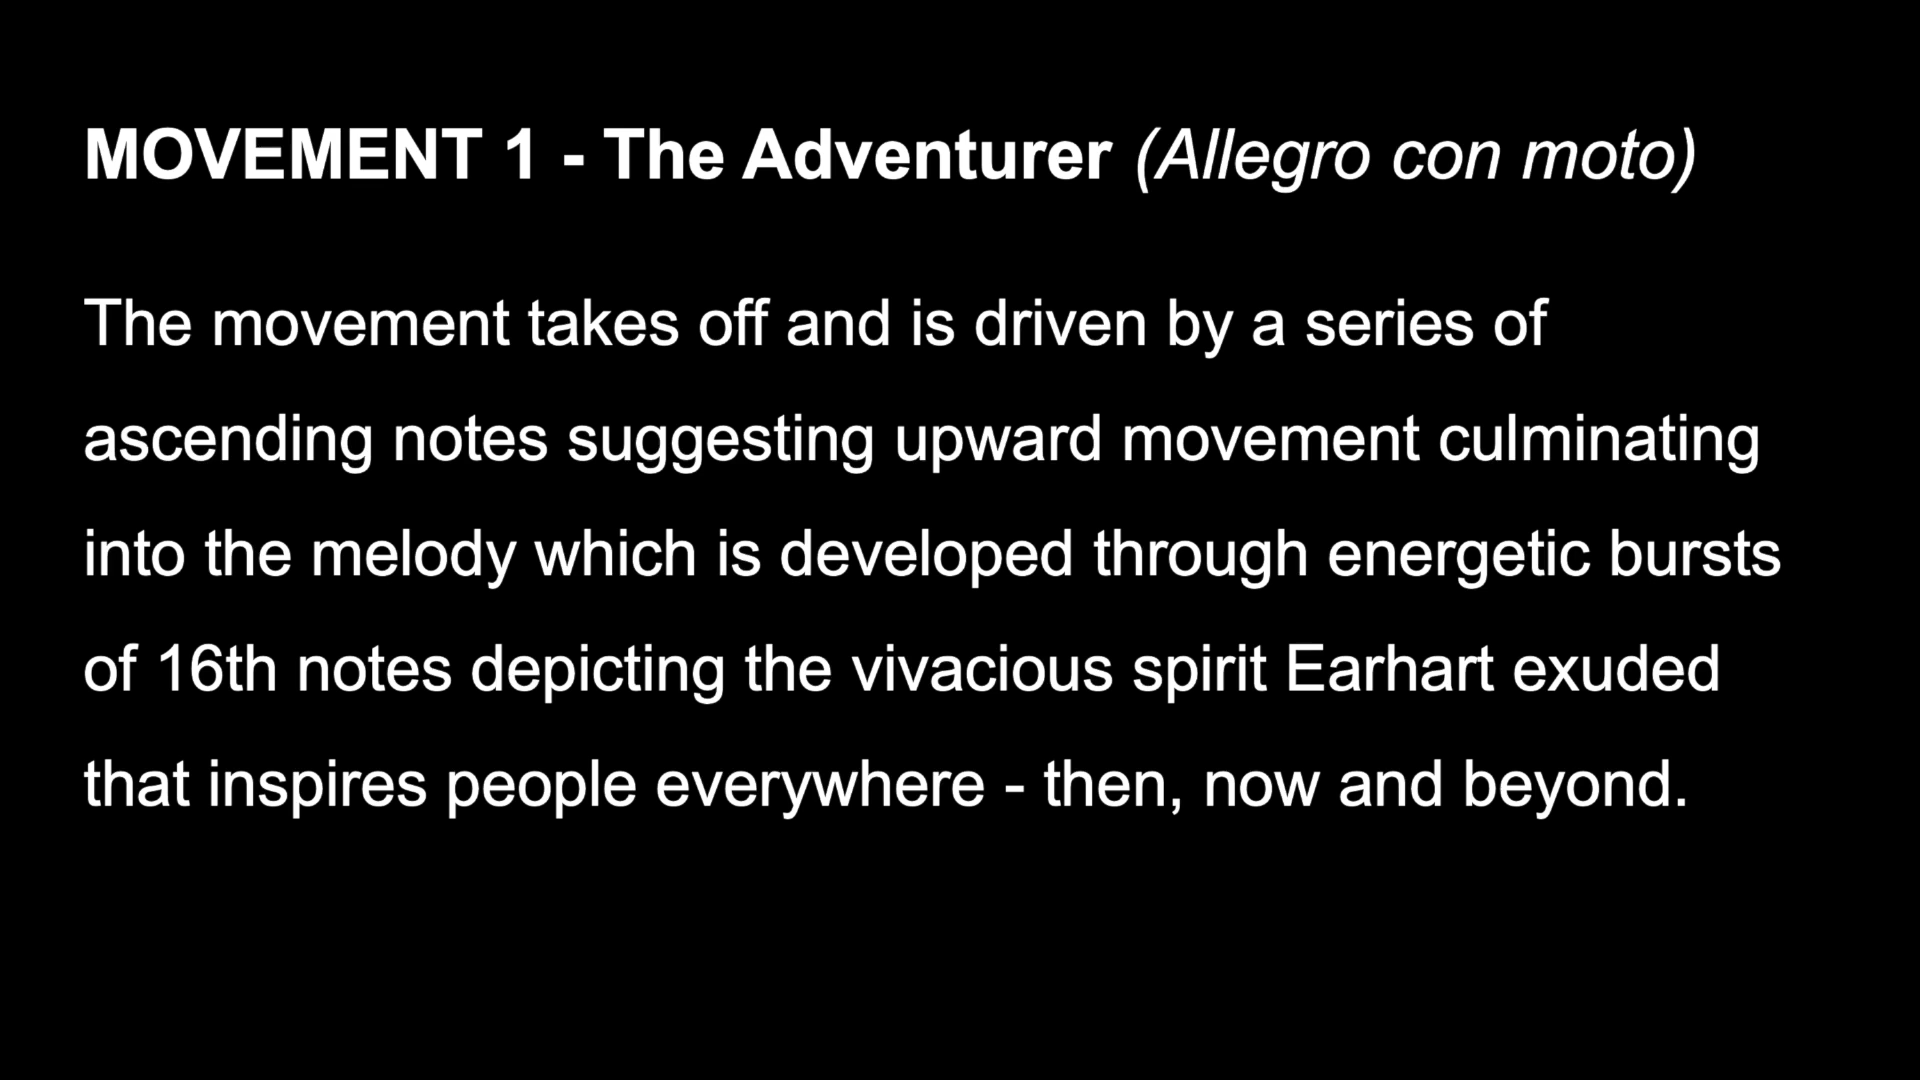 MOVEMENT 1 - The Adventurer (Allegro con moto)
The movement takes off and is driven by a series of
ascending notes suggesting upward movement culminating
into the melody which is developed through energetic bursts
of 16th notes depicting the vivacious spirit Earhart exuded
that inspires people everywhere - then, now and beyond.